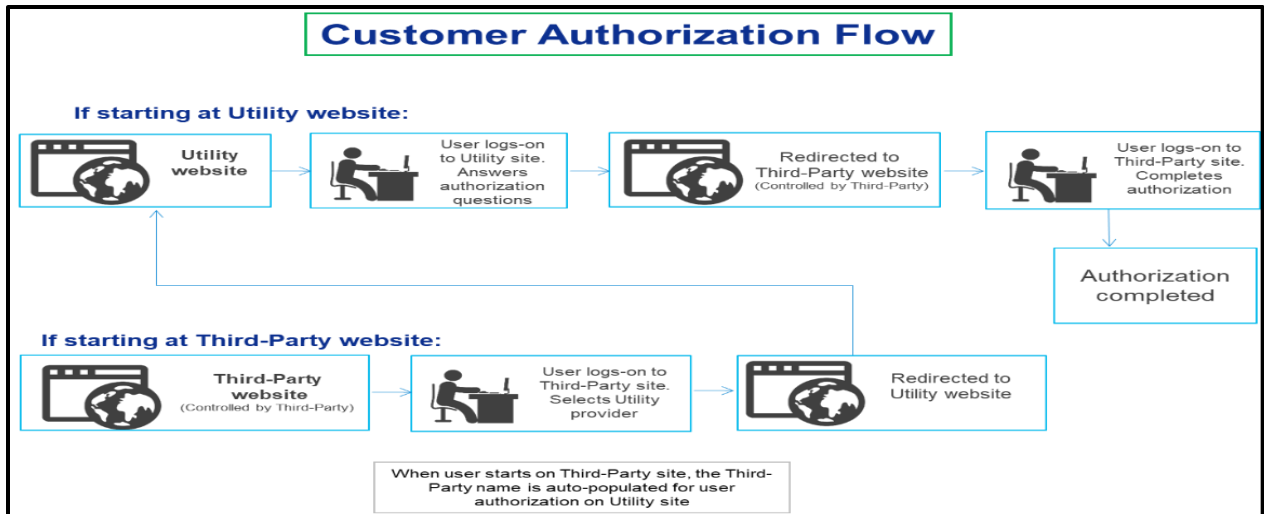 Customer Authorization Flow
If starting at Utility website:
Utility
website
User logs-on
to Utility site.
Answers
authorization
questions
Redirected to
Third-Party website
(Controlled by Third-Party)
User logs-on to
Third-Party site.
Completes
authorization
Authorization
completed
If starting at Third-Party website:
Third-Party
website
(Controlled by Third-Party)
User logs-on to
Third-Party site.
Selects Utility
provider
Redirected to
Utility website
When user starts on Third-Party site, the Third-
Party name is auto-populated for user
authorization on Utility site